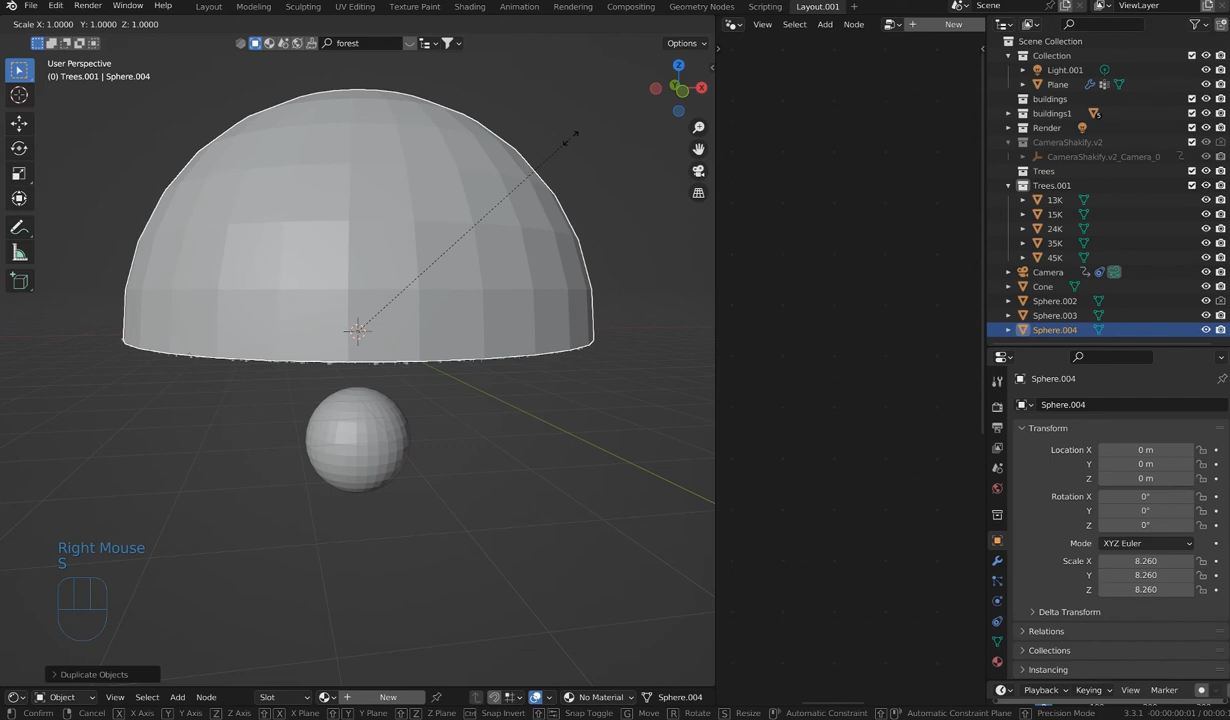 File Edit Render Window Help Layout Modeling Sculpting UV Editing Texture Paint Shading Animation Rendering Compositing Geometry Nodes Scripting Layout.001 + Scene ViewLayer
Scale X: 1.0000 Y: 1.0000 Z: 1.0000
forest
Options
View Select Add Node
+ New
User Perspective
(0) Trees.001 | Sphere.004
Z
X
Y
Scene Collection
Collection
Light.001
Plane
buildings
buildings1
5
Render
CameraShakify.v2
CameraShakify.v2_Camera_0
Trees
Trees.001
13K
15K
24K
35K
45K
Camera
Cone
Sphere.002
Sphere.003
Sphere.004
Sphere.004
Sphere.004
Transform
Location X 0 m
Y 0 m
Z 0 m
Rotation X 0°
Y 0°
Z 0°
Mode XYZ Euler
Scale X 8.260
Y 8.260
Z 8.260
Delta Transform
Relations
Collections
Instancing
Right Mouse
S
Duplicate Objects
Object View Select Add Node Slot + New No Material Sphere.004
Playback Keying View Marker
Confirm Cancel X X Axis Y Y Axis Z Z Axis X X Plane Y Y Plane Z Z Plane Ctrl Snap Invert Snap Toggle G Move R Rotate S Resize Automatic Constraint Automatic Constraint Plane Precision Mode